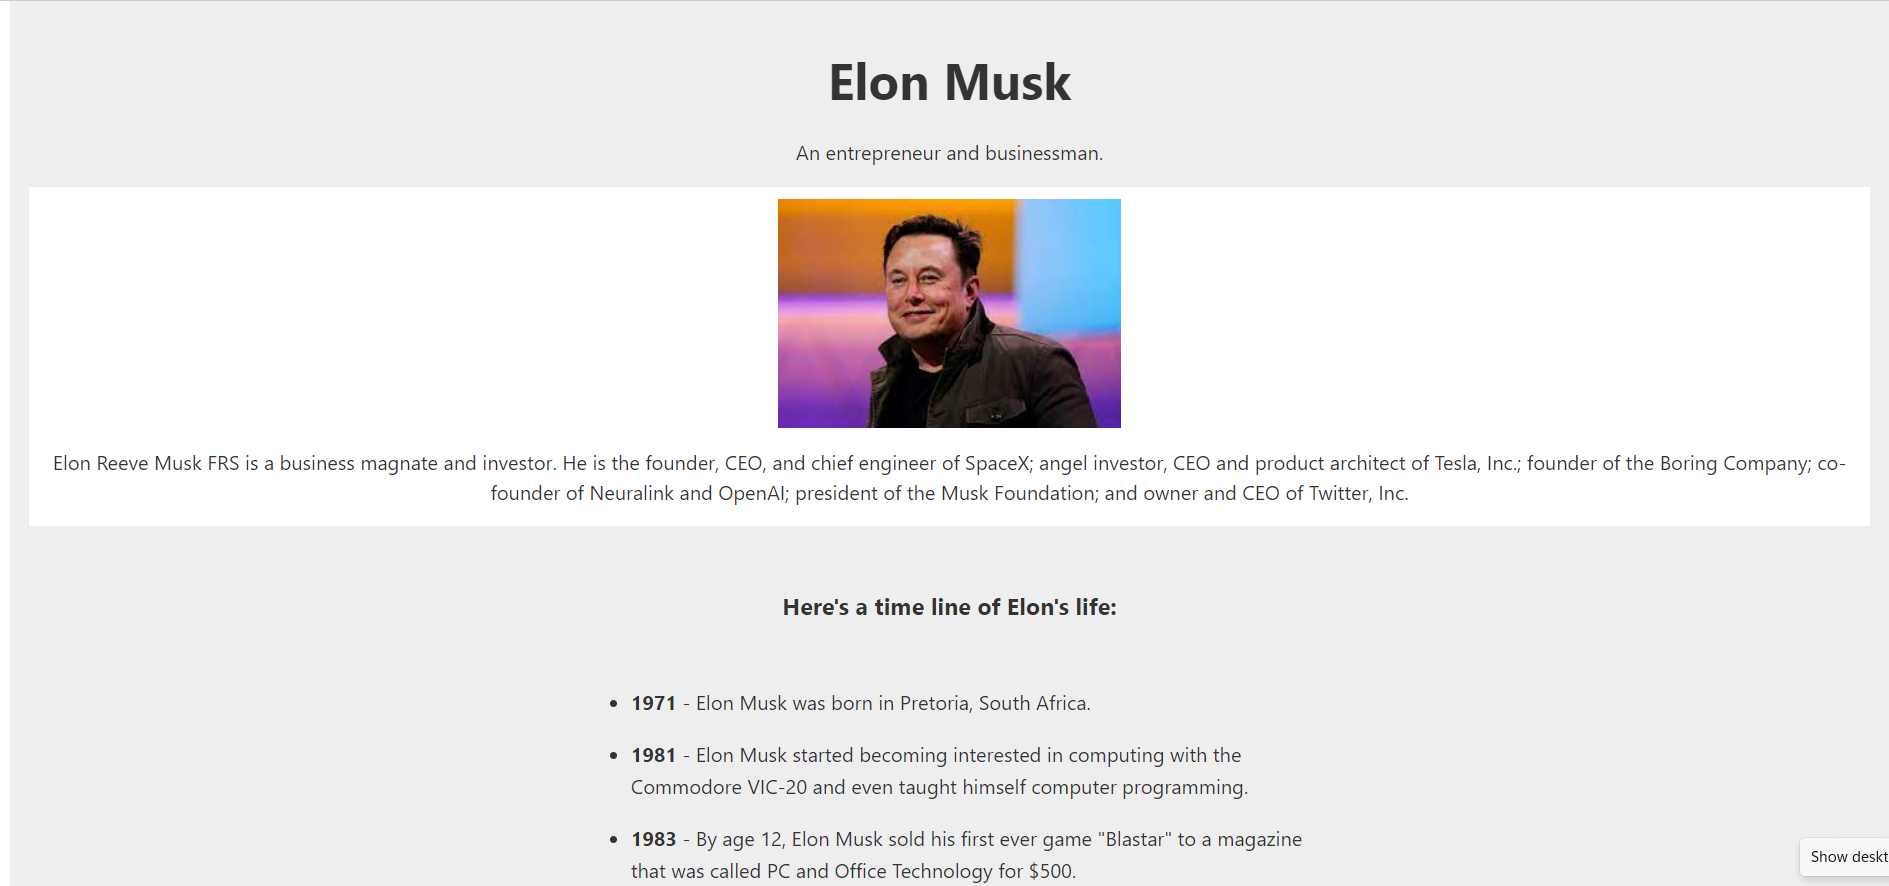 Elon Musk
An entrepreneur and businessman.
Elon Reeve Musk FRS is a business magnate and investor. He is the founder, CEO, and chief engineer of SpaceX; angel investor, CEO and product architect of Tesla, Inc.; founder of the Boring Company; co-
founder of Neuralink and OpenAI; president of the Musk Foundation; and owner and CEO of Twitter, Inc.
Here's a time line of Elon's life:
• 1971 - Elon Musk was born in Pretoria, South Africa.
• 1981 - Elon Musk started becoming interested in computing with the
Commodore VIC-20 and even taught himself computer programming.
• 1983 - By age 12, Elon Musk sold his first ever game "Blastar" to a magazine
that was called PC and Office Technology for $500.
Show deskt